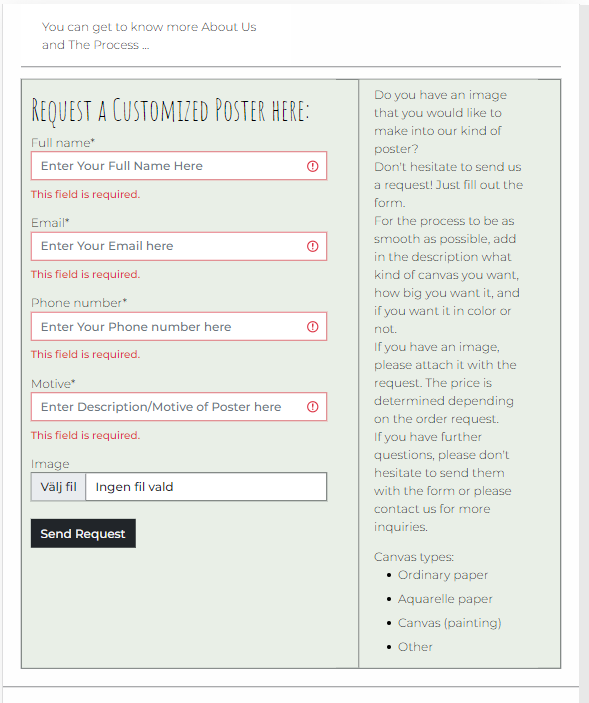 You can get to know more About Us
and The Process ...
Request a Customized Poster here:
Full name*
Enter Your Full Name Here
This field is required.
Email*
Enter Your Email here
This field is required.
Phone number*
Enter Your Phone number here
This field is required.
Motive*
Enter Description/Motive of Poster here
This field is required.
Image
Välj fil Ingen fil vald
Send Request
Do you have an image
that you would like to
make into our kind of
poster?
Don't hesitate to send us
a request! Just fill out the
form.
For the process to be as
smooth as possible, add
in the description what
kind of canvas you want,
how big you want it, and
if you want it in color or
not.
If you have an image,
please attach it with the
request. The price is
determined depending
on the order request.
If you have further
questions, please don't
hesitate to send them
with the form or please
contact us for more
inquiries.
Canvas types:
Ordinary paper
Aquarelle paper
Canvas (painting)
Other